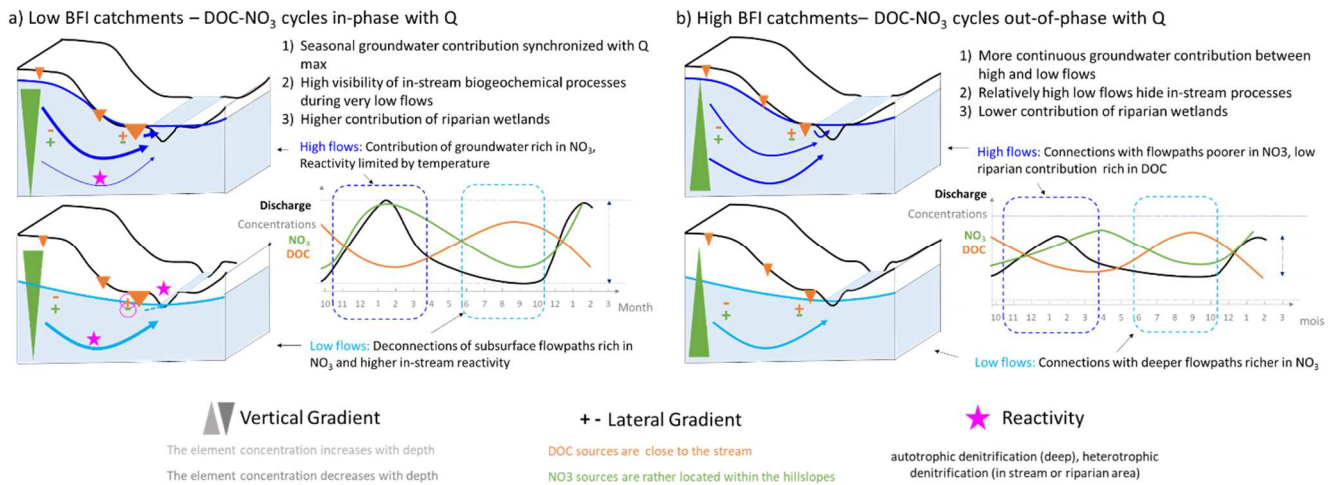 a) Low BFI catchments – DOC-NO3 cycles in-phase with Q
1) Seasonal groundwater contribution synchronized with Q
max
2) High visibility of in-stream biogeochemical processes
during very low flows
3) Higher contribution of riparian wetlands
High flows: Contribution of groundwater rich in NO3,
Reactivity limited by temperature
Discharge
Concentrations
NO3
DOC
10 11 12 1 2 3 4 5 6 7 8 9 10 11 12 1 2 3
Month
Low flows: Deconnections of subsurface flowpaths rich in
NO3 and higher in-stream reactivity
b) High BFI catchments– DOC-NO3 cycles out-of-phase with Q
1) More continuous groundwater contribution between
high and low flows
2) Relatively high low flows hide in-stream processes
3) Lower contribution of riparian wetlands
High flows: Connections with flowpaths poorer in NO3, low
riparian contribution rich in DOC
Discharge
Concentrations
NO3
DOC
10 11 12 1 2 3 4 5 6 7 8 9 10 11 12 1 2 3
mois
Low flows: Connections with deeper flowpaths richer in NO3
Vertical Gradient
The element concentration increases with depth
The element concentration decreases with depth
+ - Lateral Gradient
DOC sources are close to the stream
NO3 sources are rather located within the hillslopes
Reactivity
autotrophic denitrification (deep), heterotrophic
denitrification (in stream or riparian area)